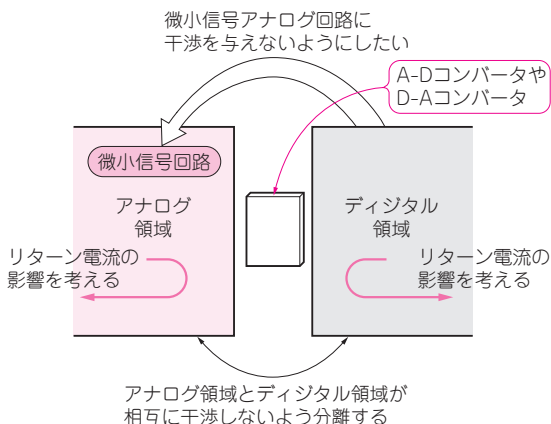 微小信号アナログ回路に
干渉を与えないようにしたい
A-Dコンバータや
D-Aコンバータ
微小信号回路
アナログ
領域
ディジタル
領域
リターン電流の
影響を考える
リターン電流の
影響を考える
アナログ領域とディジタル領域が
相互に干渉しないよう分離する